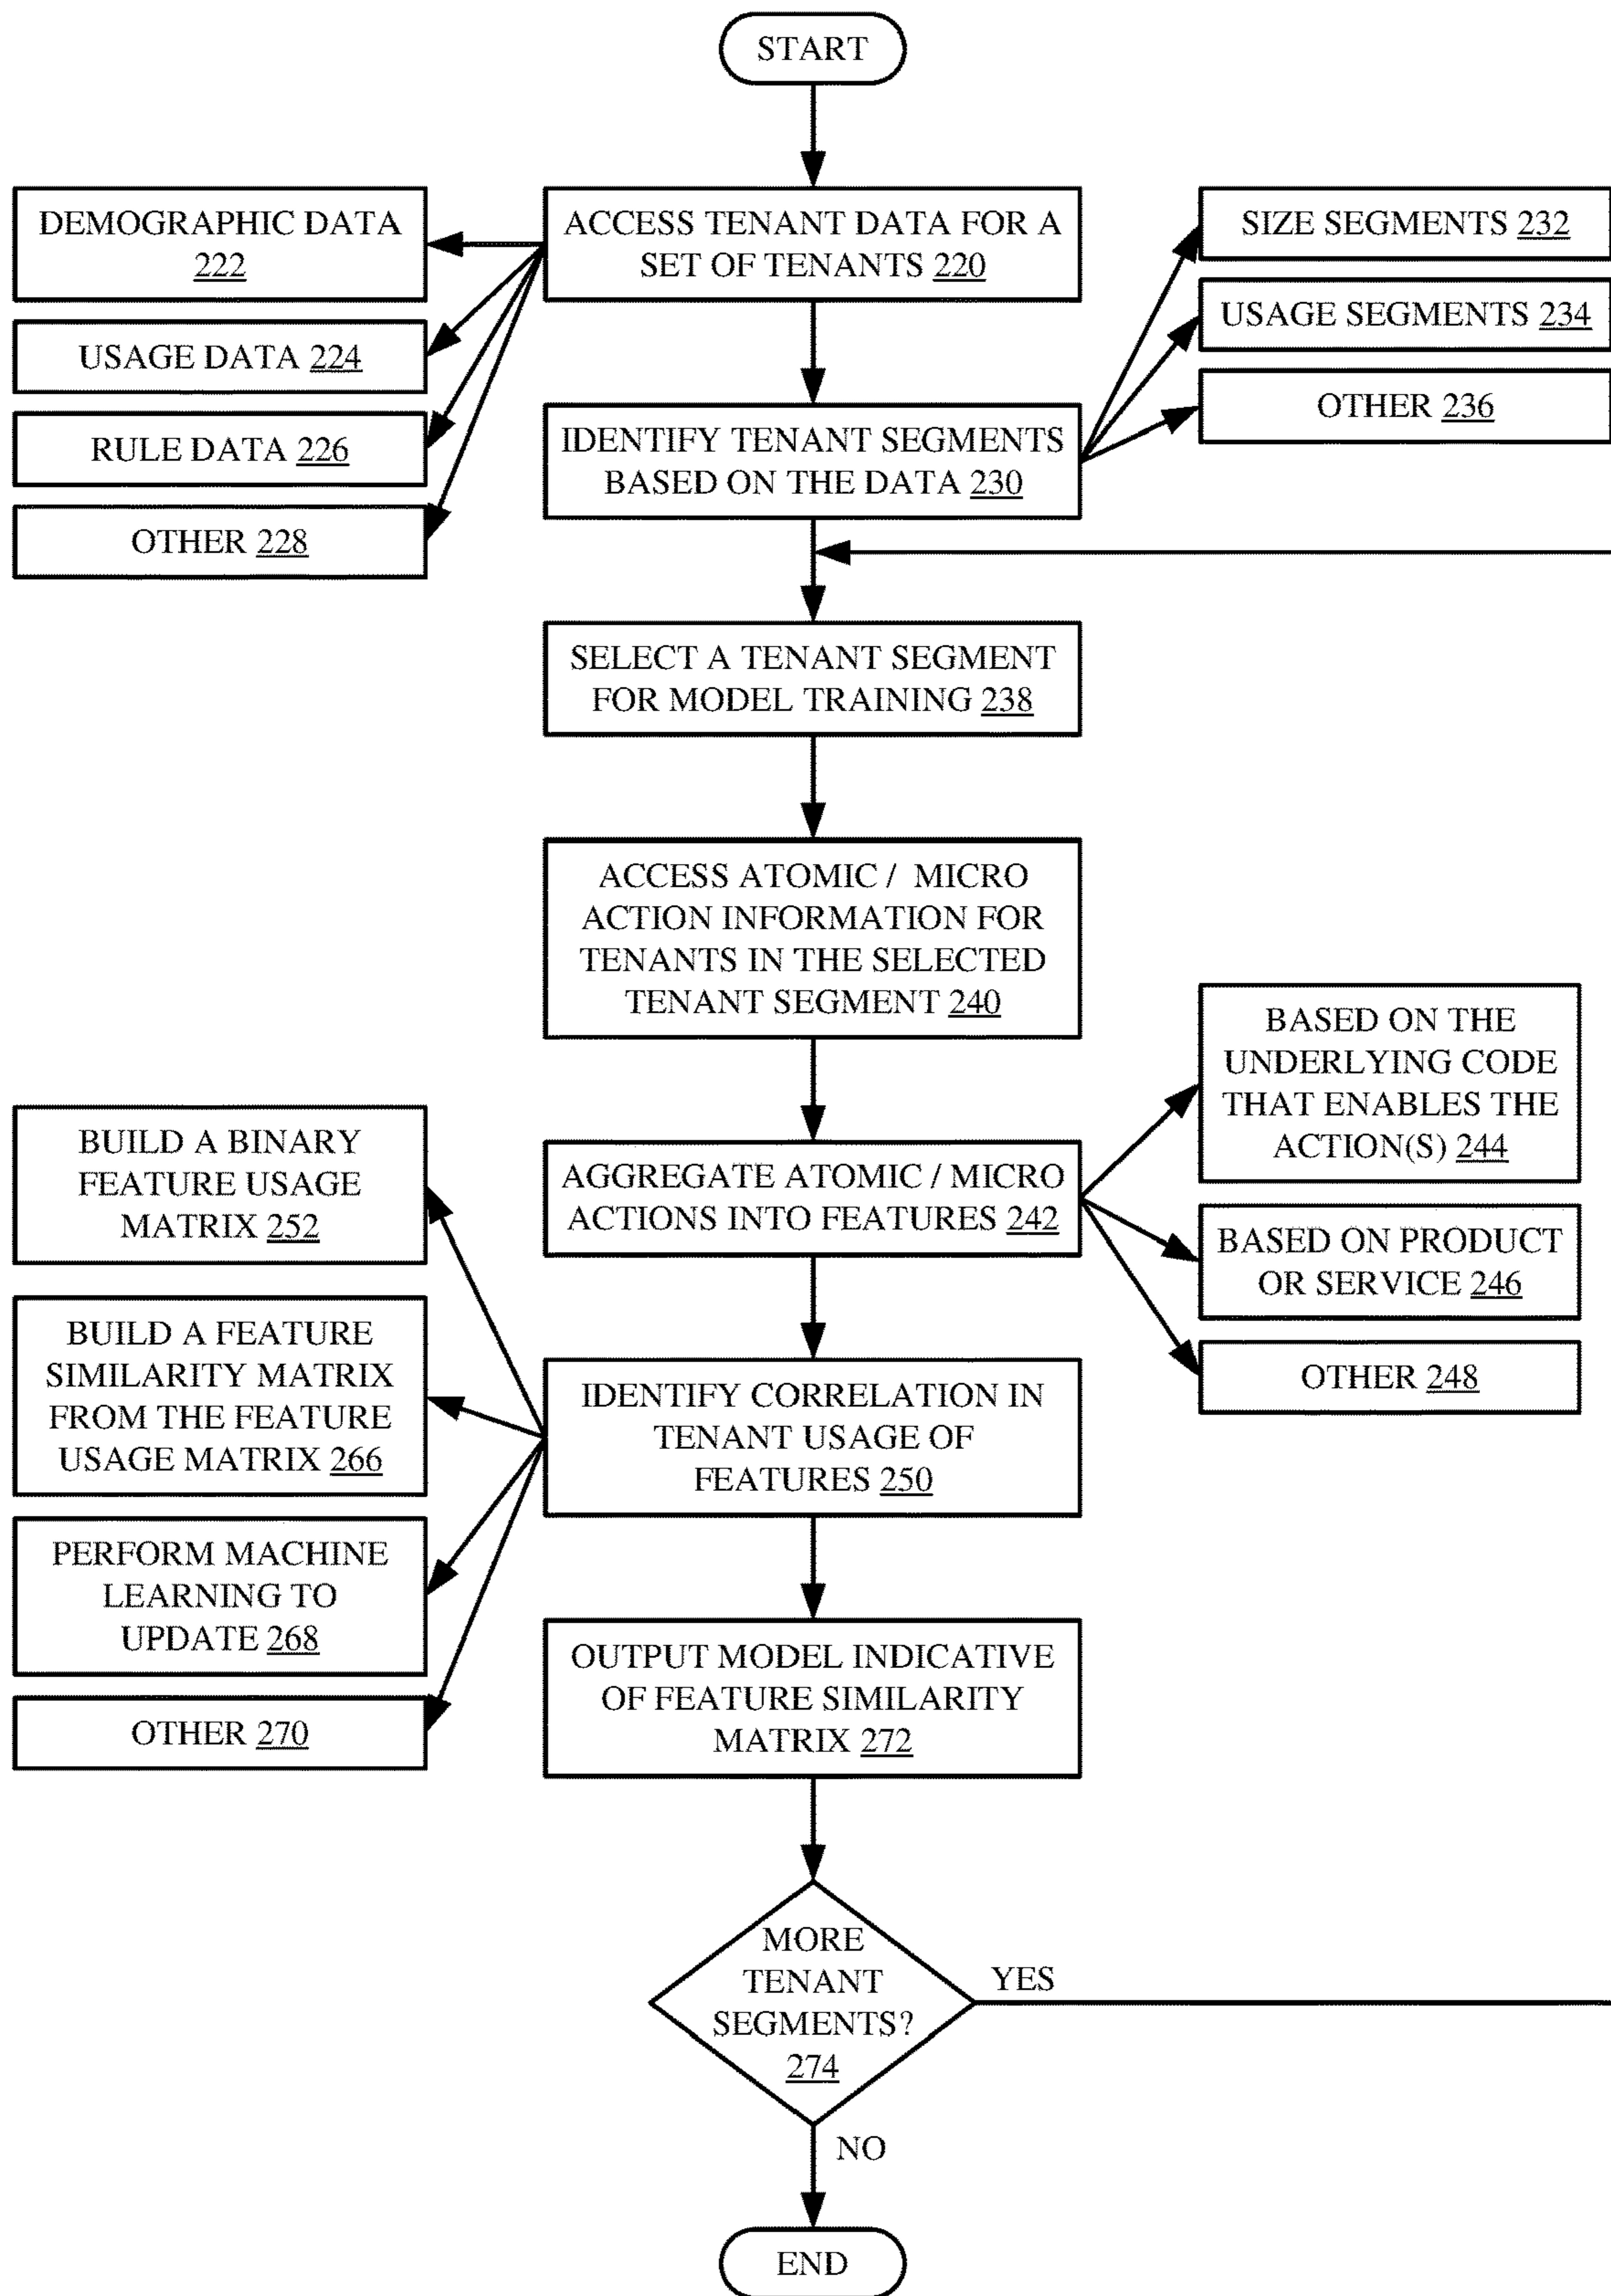 START
DEMOGRAPHIC DATA
222
USAGE DATA 224
RULE DATA 226
OTHER 228
ACCESS TENANT DATA FOR A
SET OF TENANTS 220
SIZE SEGMENTS 232
USAGE SEGMENTS 234
OTHER 236
IDENTIFY TENANT SEGMENTS
BASED ON THE DATA 230
SELECT A TENANT SEGMENT
FOR MODEL TRAINING 238
ACCESS ATOMIC / MICRO
ACTION INFORMATION FOR
TENANTS IN THE SELECTED
TENANT SEGMENT 240
AGGREGATE ATOMIC / MICRO
ACTIONS INTO FEATURES 242
BASED ON THE
UNDERLYING CODE
THAT ENABLES THE
ACTION(S) 244
BASED ON PRODUCT
OR SERVICE 246
OTHER 248
BUILD A BINARY
FEATURE USAGE
MATRIX 252
BUILD A FEATURE
SIMILARITY MATRIX
FROM THE FEATURE
USAGE MATRIX 266
PERFORM MACHINE
LEARNING TO
UPDATE 268
OTHER 270
IDENTIFY CORRELATION IN
TENANT USAGE OF
FEATURES 250
OUTPUT MODEL INDICATIVE
OF FEATURE SIMILARITY
MATRIX 272
MORE
TENANT
SEGMENTS?
274
YES
NO
END